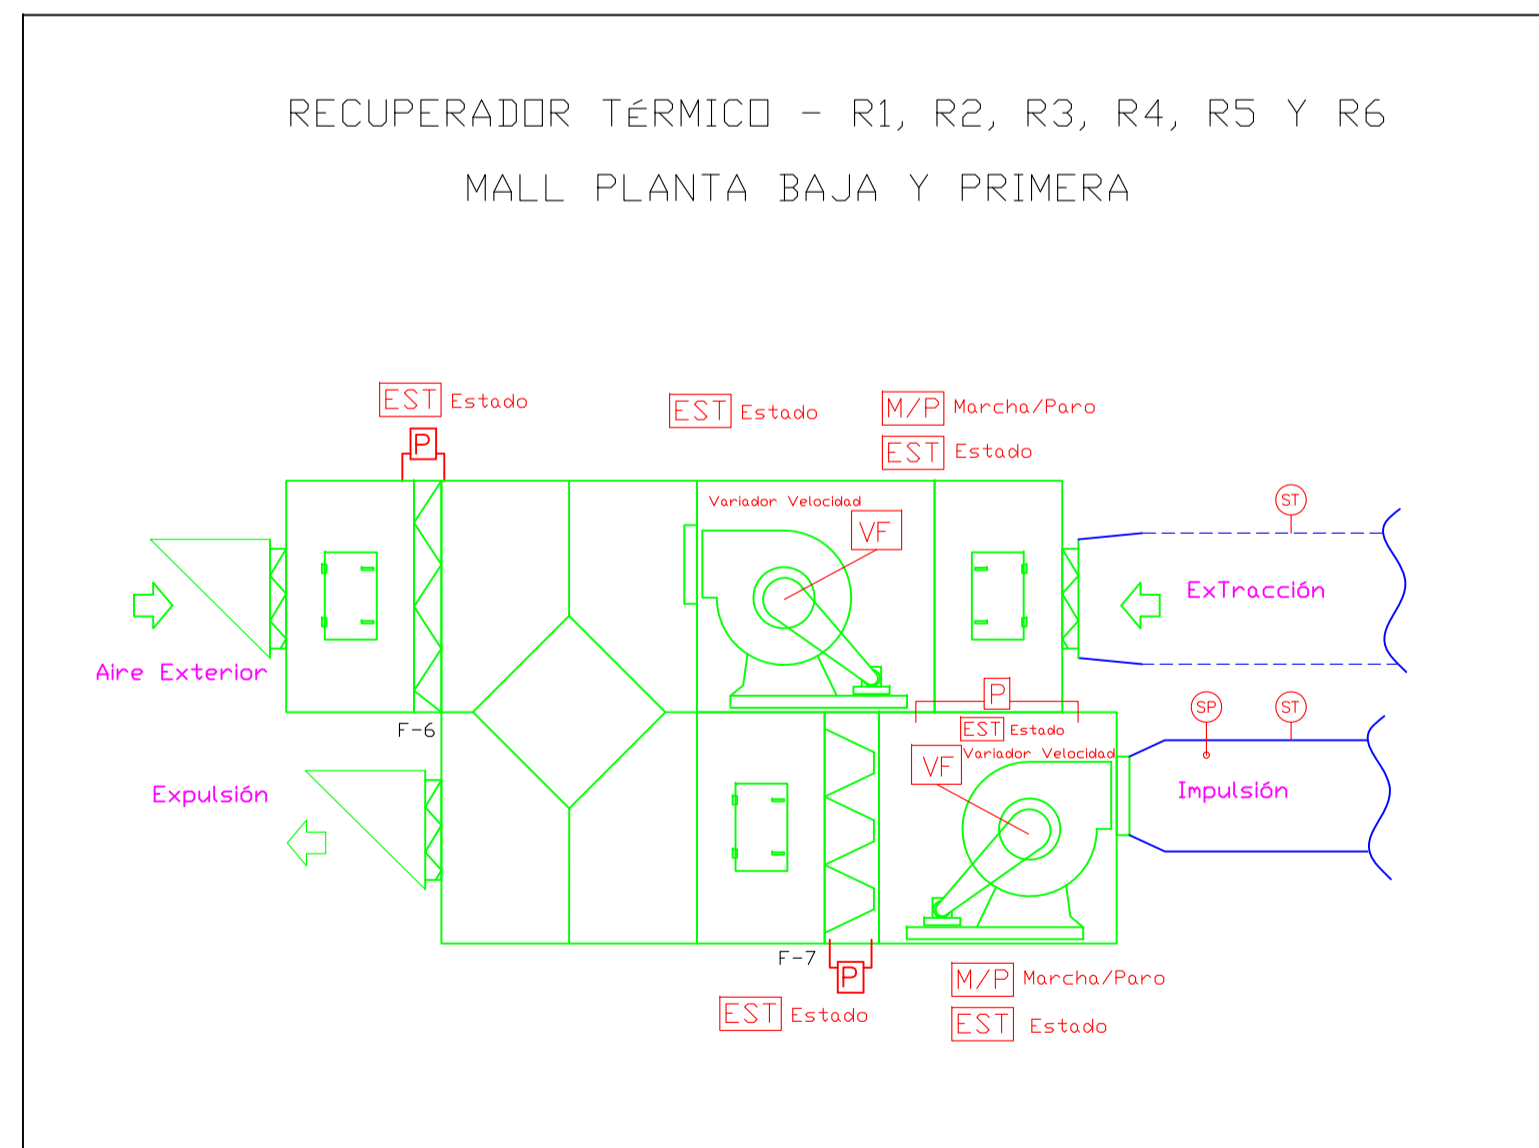 RECUPERADOR TéRMICO - R1, R2, R3, R4, R5 Y R6
MALL PLANTA BAJA Y PRIMERA
EST Estado
EST Estado
M/P Marcha/Paro
EST Estado
P
Variador Velocidad
VF
ST
ExTracción
Aire Exterior
F-6
P
EST Estado
Variador Velocidad
VF
SP
ST
Impulsión
Expulsión
F-7
P
EST Estado
M/P Marcha/Paro
EST Estado